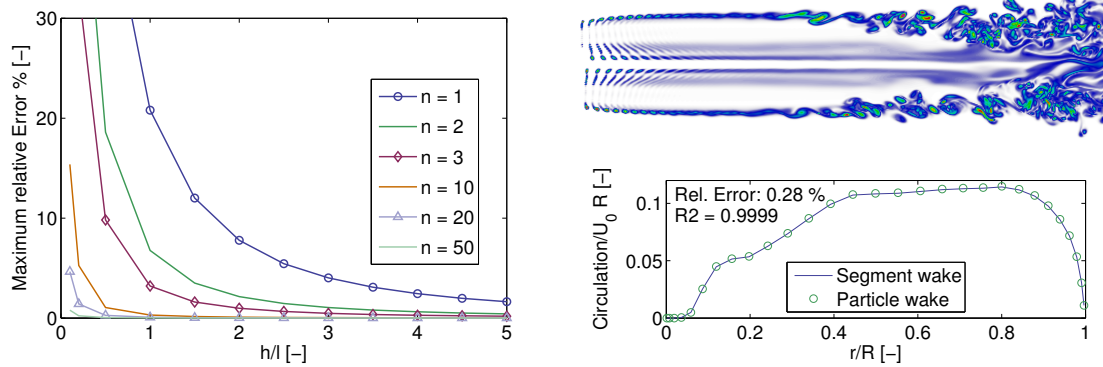 Maximum relative Error % [−]
30
20
10
0
0
1
2
3
4
5
h/l [−]
n = 1
n = 2
n = 3
n = 10
n = 20
n = 50
Circulation/U0 R [−]
0.1
0.05
0
Rel. Error: 0.28 %
R2 = 0.9999
Segment wake
Particle wake
0
0.2
0.4
0.6
0.8
1
r/R [−]